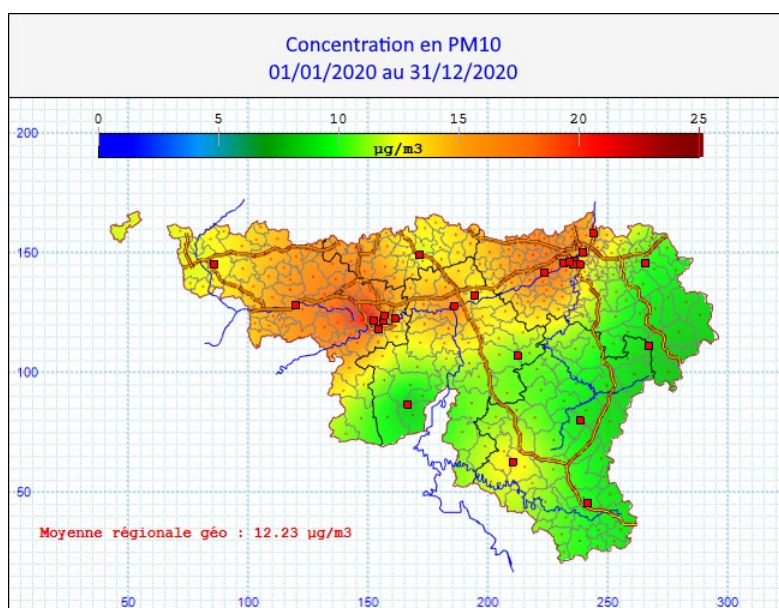 Concentration en PM10
01/01/2020 au 31/12/2020
0 5 10 15 20 25
µg/m3
200
150
100
50
Moyenne régionale géo : 12.23 µg/m3
50 100 150 200 250 300